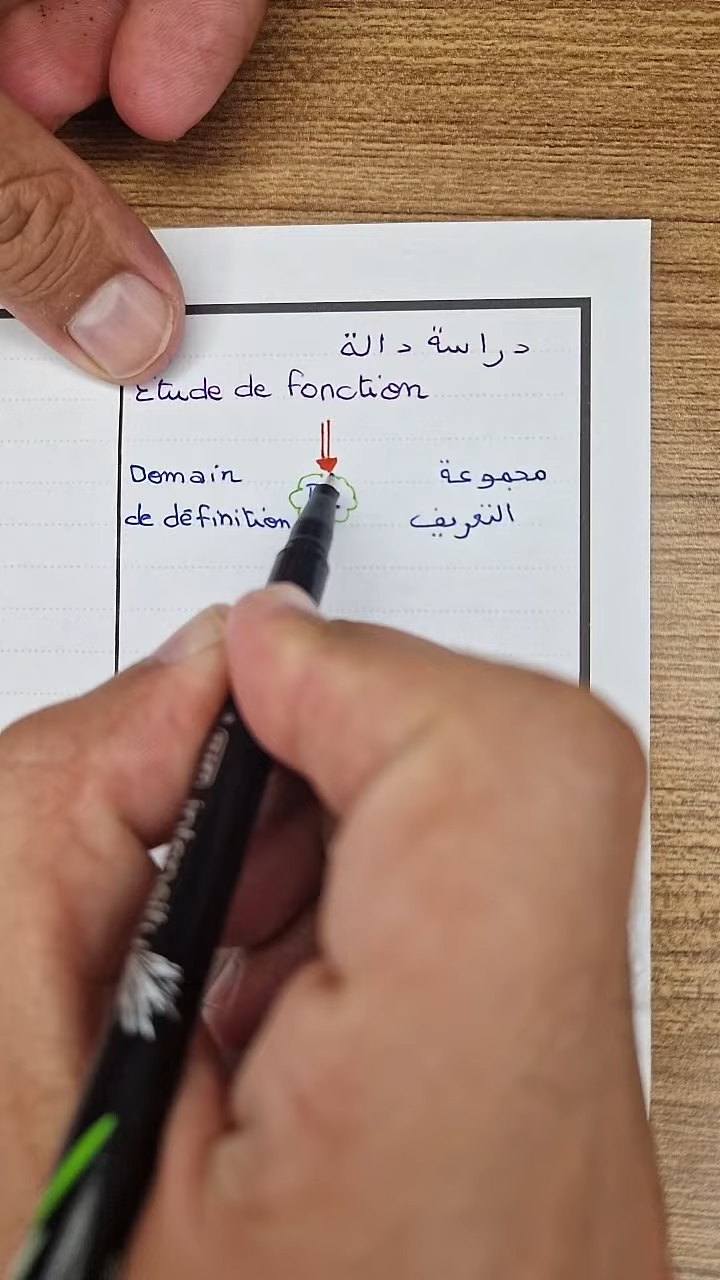 دراسة دالة
Etude de fonction
Domain
de définition
مجموعة
التعريف